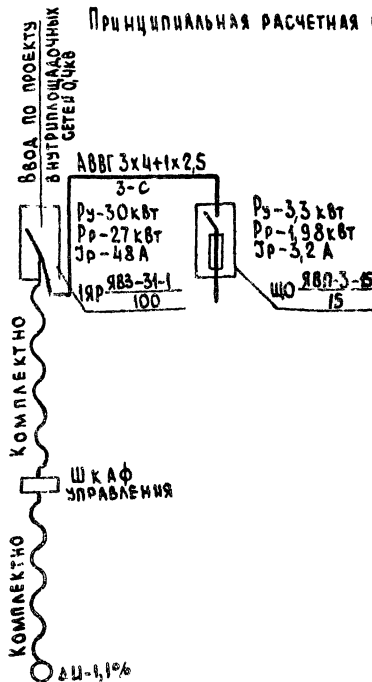 Принципиальная расчетная
Ввод по проекту
внутриплощадочных
сетей 0,4кв
АВВГ 3х4+1х2,5
3-С
Ру-30квт
Рр-27квт
Jр-48А
1ЯР ЯВЗ-31-1
100
Ру-3,3квт
Рр-1,98квт
Jр-3,2А
ЩО ЯВП-3-15
15
Комплектно
Шкаф
управления
Комплектно
ΔU-1,1%